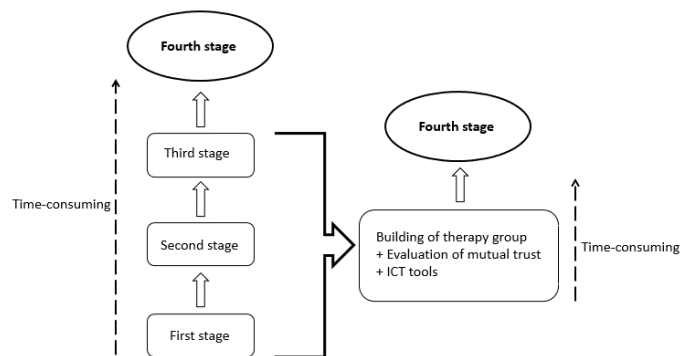 Fourth stage
Third stage
Time-consuming
Second stage
First stage
Fourth stage
Building of therapy group
+ Evaluation of mutual trust
+ ICT tools
Time-consuming